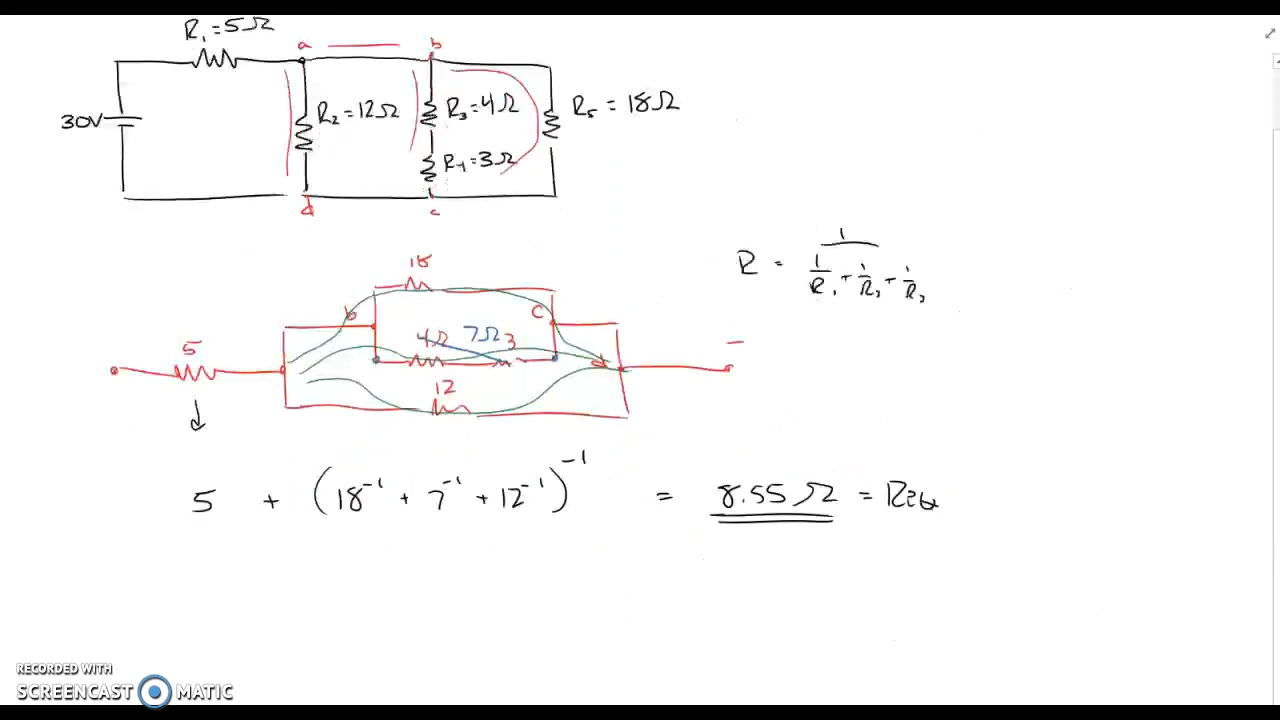 R₁ = 5Ω
a b
30V R₂ = 12Ω R₃ = 4Ω R₅ = 18Ω
R₄ = 3Ω
d c
18
R = 1 / (1/R₁ + 1/R₂ + 1/R₃)
b c
5 4Ω 7Ω 3 d
12
5 + (18⁻¹ + 7⁻¹ + 12⁻¹)⁻¹ = 8.55Ω =
RECORDED WITH
SCREENCAST MATIC